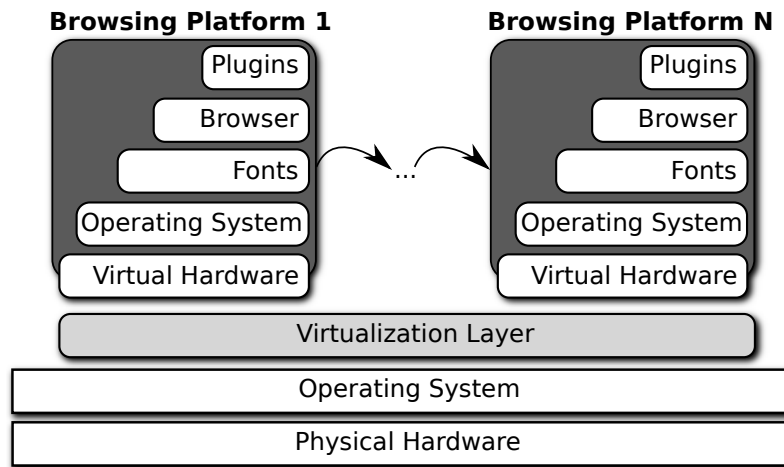 Browsing Platform 1
Plugins
Browser
Fonts
Operating System
Virtual Hardware
...
Browsing Platform N
Plugins
Browser
Fonts
Operating System
Virtual Hardware
Virtualization Layer
Operating System
Physical Hardware